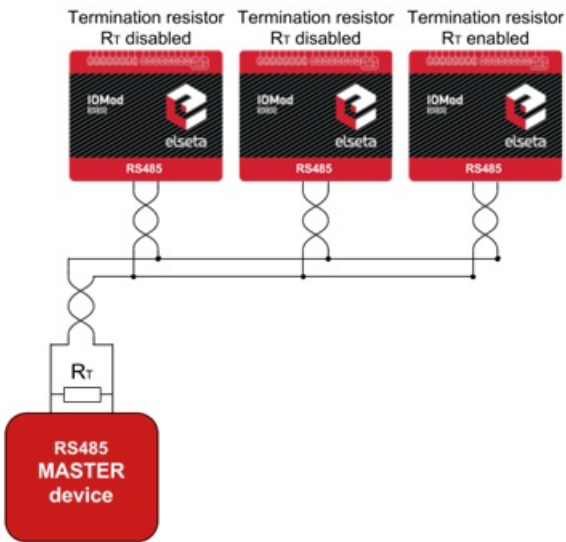 Termination resistor
RT disabled
Termination resistor
RT disabled
Termination resistor
RT enabled
IOMod
elseta
RS485
IOMod
elseta
RS485
IOMod
elseta
RS485
RT
RS485
MASTER
device